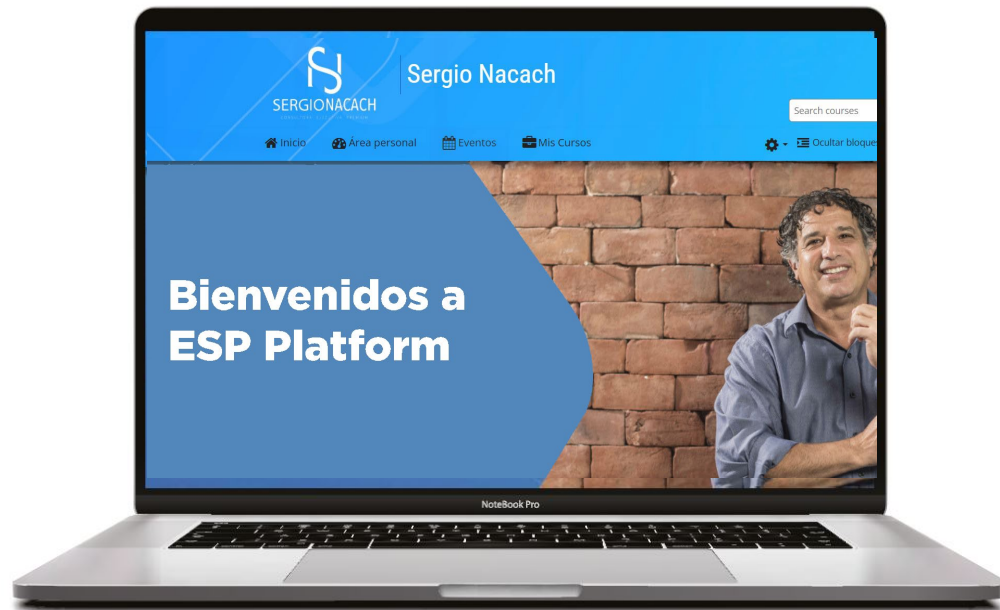 SERGIONACACH
Sergio Nacach
Search courses
Inicio
Área personal
Eventos
Mis Cursos
Ocultar bloques
Bienvenidos a
ESP Platform
NoteBook Pro